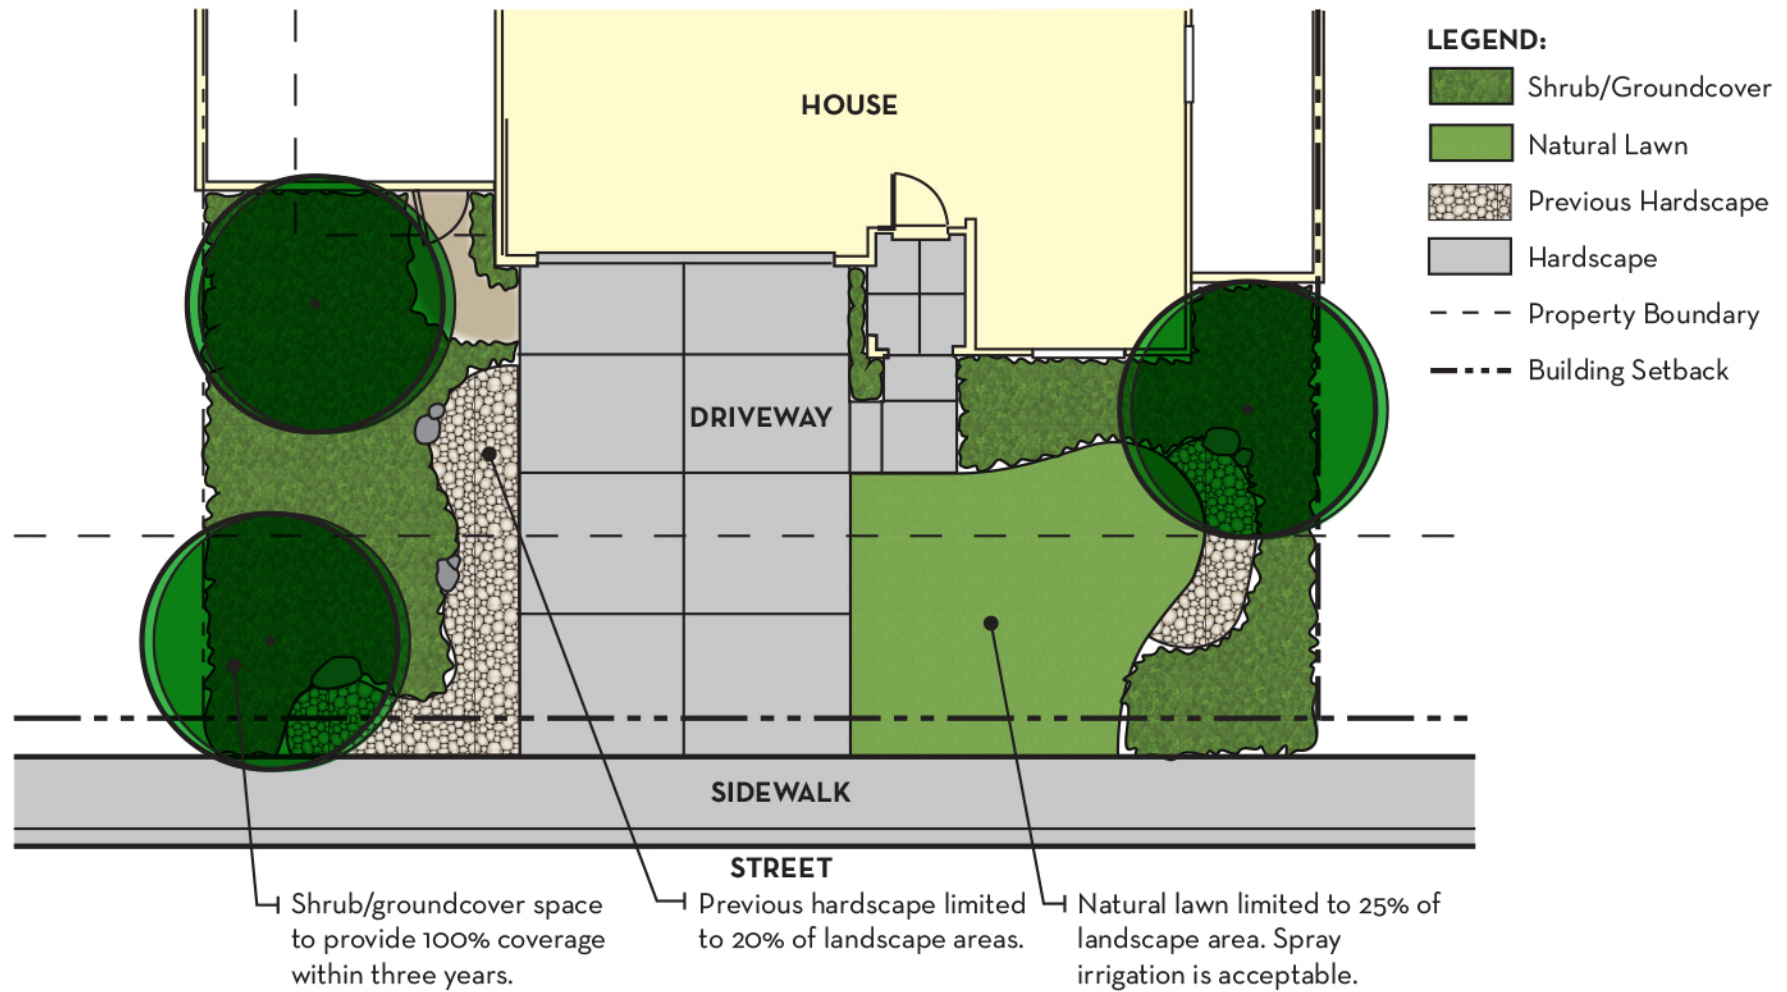 HOUSE
DRIVEWAY
SIDEWALK
STREET
LEGEND:
Shrub/Groundcover
Natural Lawn
Previous Hardscape
Hardscape
Property Boundary
Building Setback
Shrub/groundcover space
to provide 100% coverage
within three years.
Previous hardscape limited
to 20% of landscape areas.
Natural lawn limited to 25% of
landscape area. Spray
irrigation is acceptable.